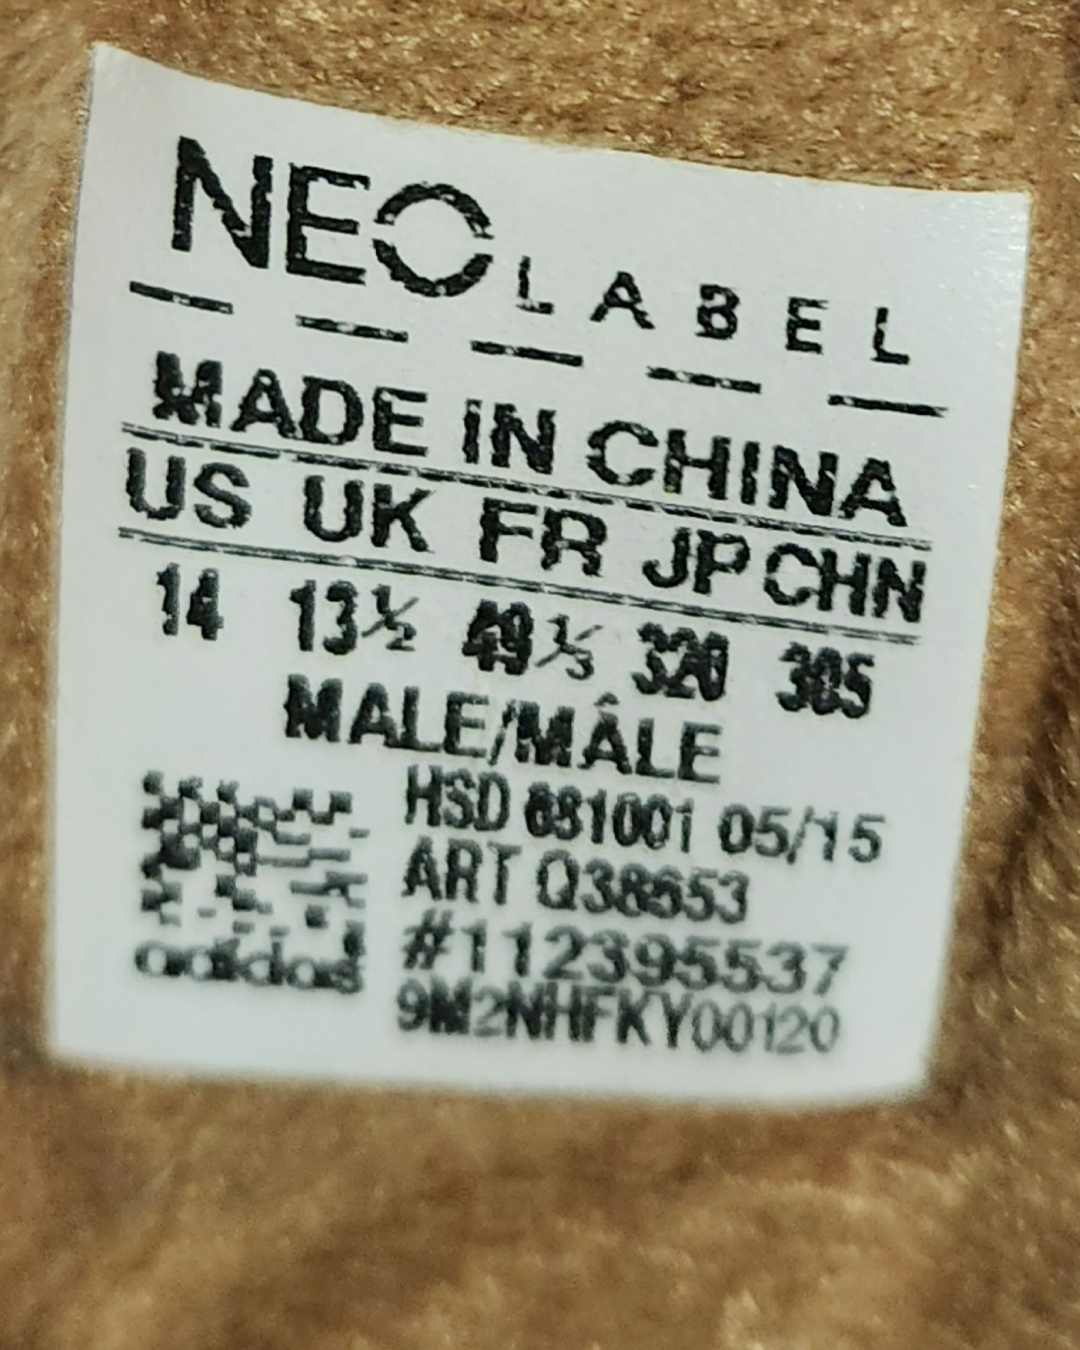 NEO LABEL
MADE IN CHINA
US UK FR JP CHN
14 13½ 49⅓ 320 305
MALE/MÂLE
HSD 681001 05/15
ART Q38653
#112395537
9M2NHFKY00120
adidas